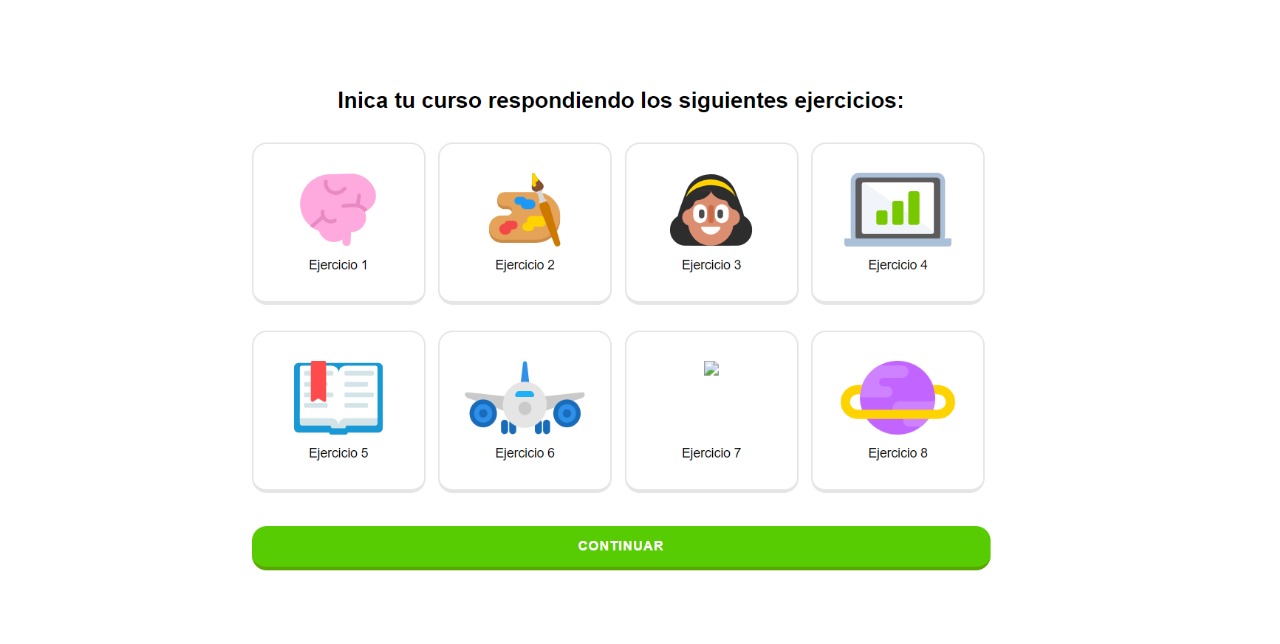 Inica tu curso respondiendo los siguientes ejercicios:
Ejercicio 1
Ejercicio 2
Ejercicio 3
Ejercicio 4
Ejercicio 5
Ejercicio 6
Ejercicio 7
Ejercicio 8
CONTINUAR